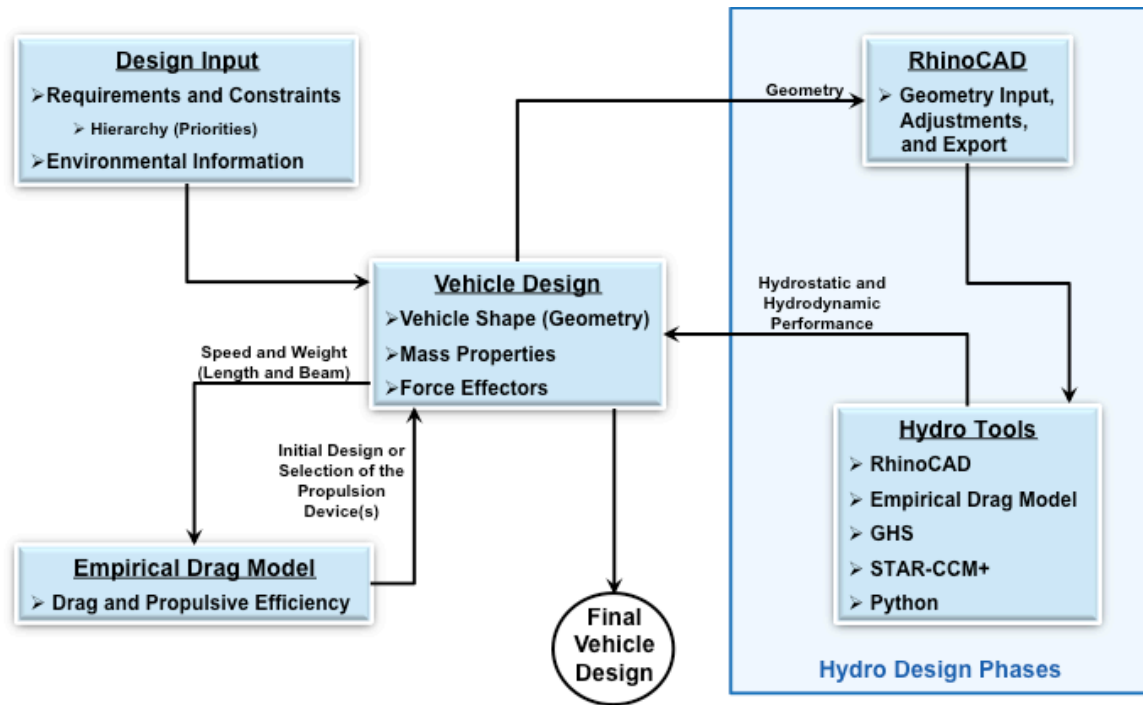 Design Input
➢Requirements and Constraints
➢ Hierarchy (Priorities)
➢Environmental Information
Geometry
RhinoCAD
➢ Geometry Input,
Adjustments,
and Export
Vehicle Design
➢Vehicle Shape (Geometry)
➢Mass Properties
➢Force Effectors
Hydrostatic and
Hydrodynamic
Performance
Speed and Weight
(Length and Beam)
Initial Design or
Selection of the
Propulsion
Device(s)
Hydro Tools
➢ RhinoCAD
➢ Empirical Drag Model
➢ GHS
➢ STAR-CCM+
➢ Python
Empirical Drag Model
➢ Drag and Propulsive Efficiency
Final
Vehicle
Design
Hydro Design Phases